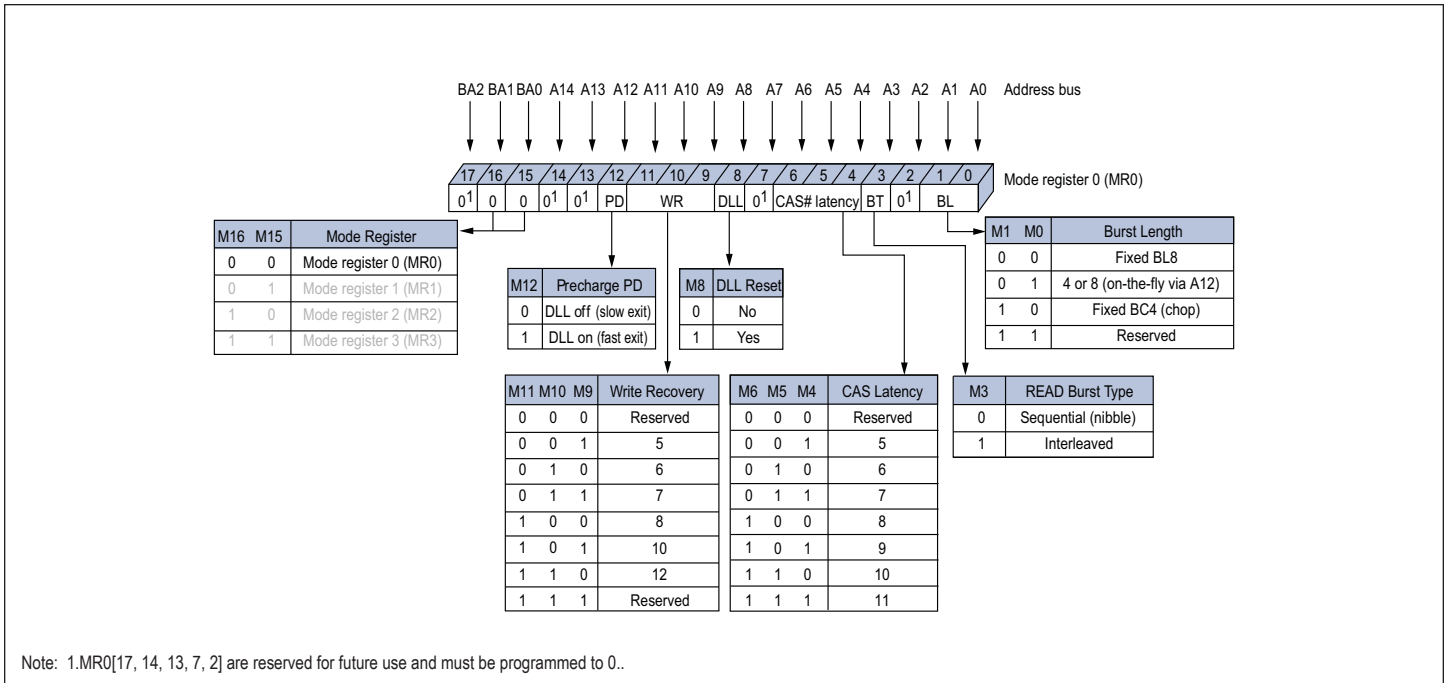 BA2 BA1 BA0 A14 A13 A12 A11 A10 A9 A8 A7 A6 A5 A4 A3 A2 A1 A0 Address bus
17 16 15 14 13 12 11 10 9 8 7 6 5 4 3 2 1 0 Mode register 0 (MR0)
0¹ 0 0 0¹ 0¹ PD WR DLL 0¹ CAS# latency BT 0¹ BL
M16 M15 Mode Register
0 0 Mode register 0 (MR0)
0 1 Mode register 1 (MR1)
1 0 Mode register 2 (MR2)
1 1 Mode register 3 (MR3)
M12 Precharge PD
0 DLL off (slow exit)
1 DLL on (fast exit)
M8 DLL Reset
0 No
1 Yes
M1 M0 Burst Length
0 0 Fixed BL8
0 1 4 or 8 (on-the-fly via A12)
1 0 Fixed BC4 (chop)
1 1 Reserved
M11 M10 M9 Write Recovery
0 0 0 Reserved
0 0 1 5
0 1 0 6
0 1 1 7
1 0 0 8
1 0 1 10
1 1 0 12
1 1 1 Reserved
M6 M5 M4 CAS Latency
0 0 0 Reserved
0 0 1 5
0 1 0 6
0 1 1 7
1 0 0 8
1 0 1 9
1 1 0 10
1 1 1 11
M3 READ Burst Type
0 Sequential (nibble)
1 Interleaved
Note: 1.MR0[17, 14, 13, 7, 2] are reserved for future use and must be programmed to 0..